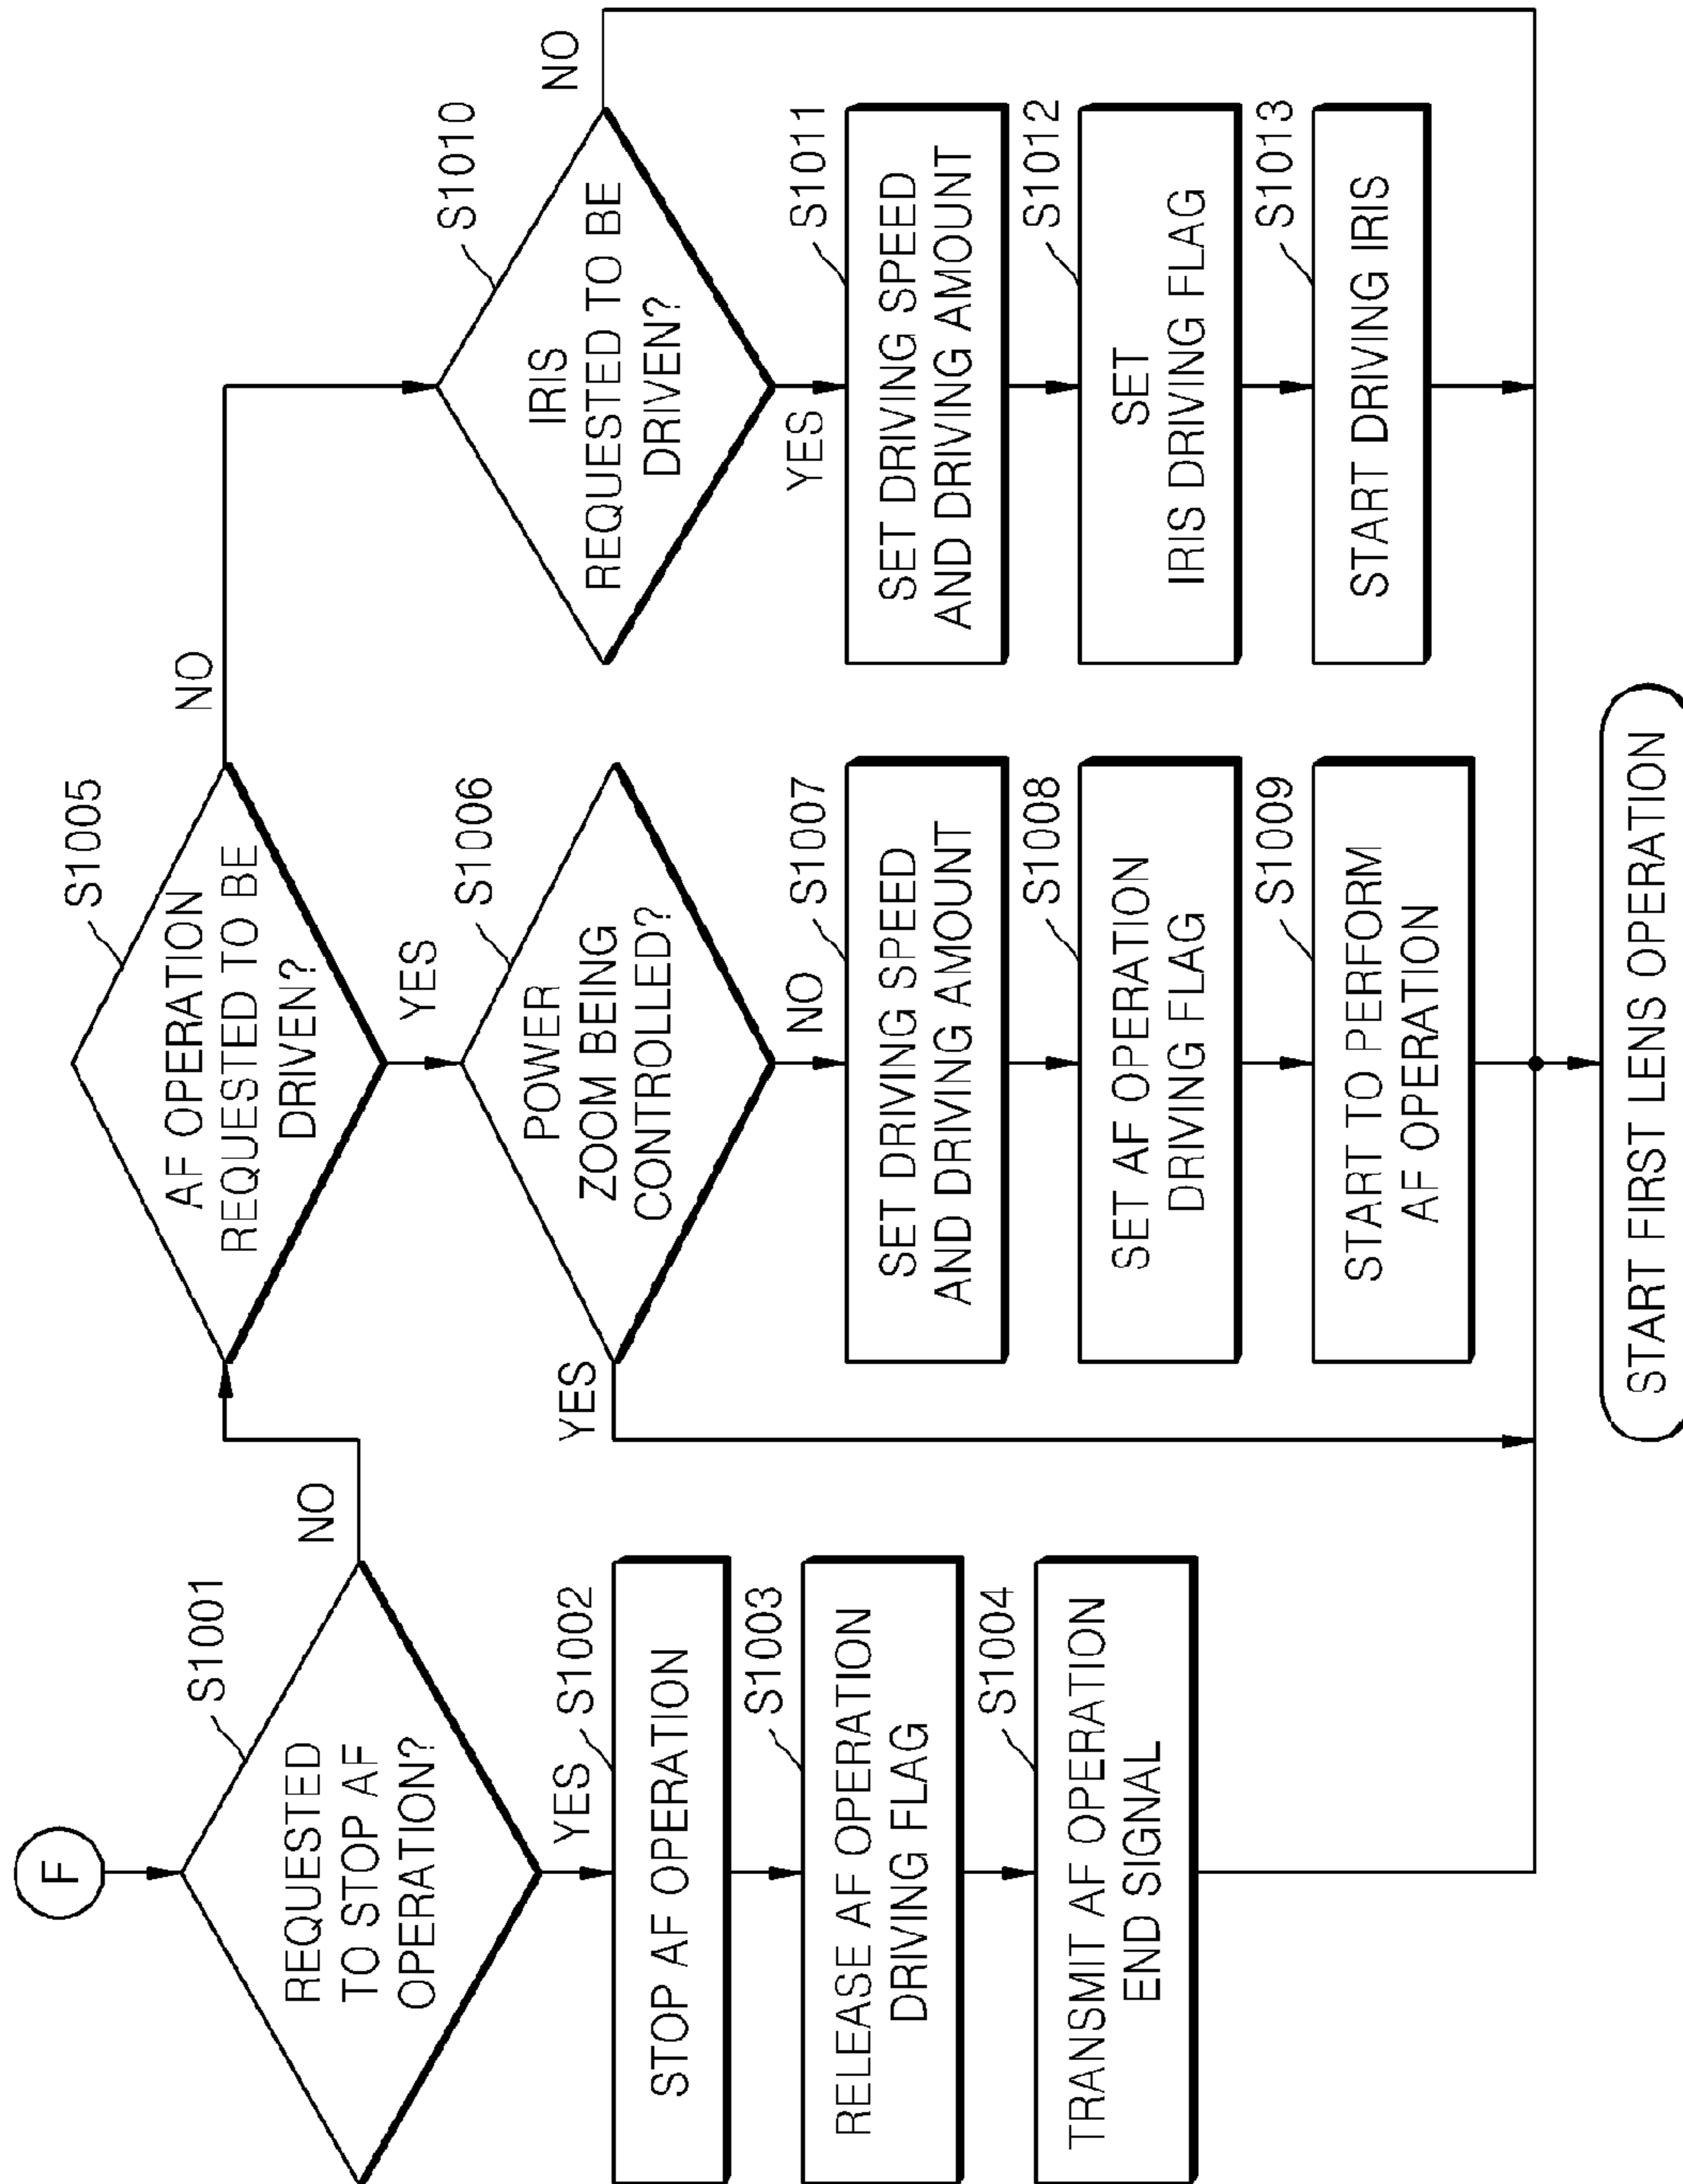 F
S1001
REQUESTED
TO STOP AF
OPERATION?
NO
YES
S1002
STOP AF OPERATION
S1003
RELEASE AF OPERATION
DRIVING FLAG
S1004
TRANSMIT AF OPERATION
END SIGNAL
S1005
AF OPERATION
REQUESTED TO BE
DRIVEN?
NO
YES
S1006
POWER
ZOOM BEING
CONTROLLED?
YES
NO
S1007
SET DRIVING SPEED
AND DRIVING AMOUNT
S1008
SET AF OPERATION
DRIVING FLAG
S1009
START TO PERFORM
AF OPERATION
S1010
IRIS
REQUESTED TO BE
DRIVEN?
NO
YES
S1011
SET DRIVING SPEED
AND DRIVING AMOUNT
S1012
SET
IRIS DRIVING FLAG
S1013
START DRIVING IRIS
START FIRST LENS OPERATION